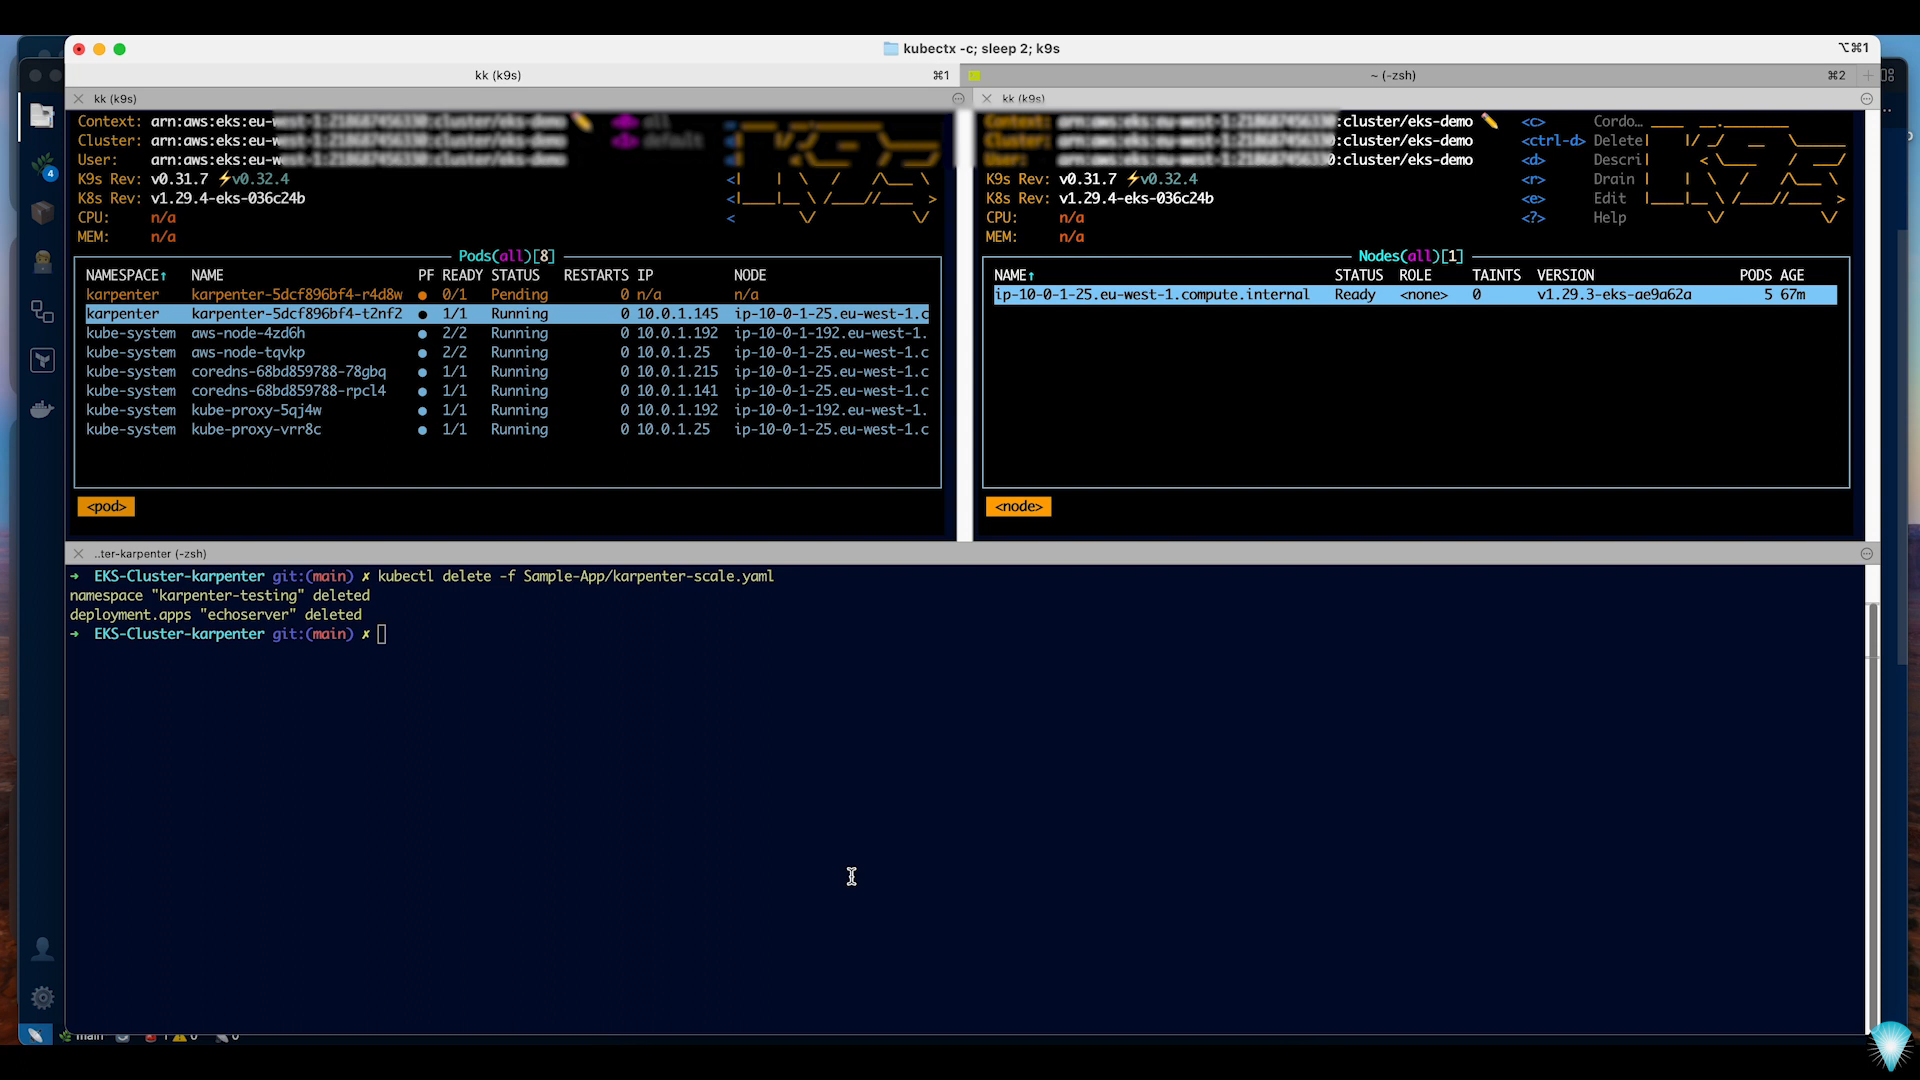 kubectx -c; sleep 2; k9s
⌥⌘1
kk (k9s)
⌘1
~ (-zsh)
⌘2
kk (k9s)
Context: arn:aws:eks:eu-west-1:
Cluster: arn:aws:eks:eu-west-1:
User: arn:aws:eks:eu-west-1:
K9s Rev: v0.31.7 ⚡v0.32.4
K8s Rev: v1.29.4-eks-036c24b
CPU: n/a
MEM: n/a
Pods(all)[8]
NAMESPACE↑ NAME PF READY STATUS RESTARTS IP NODE
karpenter karpenter-5dcf896bf4-r4d8w ● 0/1 Pending 0 n/a n/a
karpenter karpenter-5dcf896bf4-t2nf2 ● 1/1 Running 0 10.0.1.145 ip-10-0-1-25.eu-west-1.c
kube-system aws-node-4zd6h ● 2/2 Running 0 10.0.1.192 ip-10-0-1-192.eu-west-1.
kube-system aws-node-tqvkp ● 2/2 Running 0 10.0.1.25 ip-10-0-1-25.eu-west-1.c
kube-system coredns-68bd859788-78gbq ● 1/1 Running 0 10.0.1.215 ip-10-0-1-25.eu-west-1.c
kube-system coredns-68bd859788-rpcl4 ● 1/1 Running 0 10.0.1.141 ip-10-0-1-25.eu-west-1.c
kube-system kube-proxy-5qj4w ● 1/1 Running 0 10.0.1.192 ip-10-0-1-192.eu-west-1.
kube-system kube-proxy-vrr8c ● 1/1 Running 0 10.0.1.25 ip-10-0-1-25.eu-west-1.c
<pod>
kk (k9s)
:cluster/eks-demo <c> Cordo…
:cluster/eks-demo <ctrl-d> Delete
:cluster/eks-demo <d> Descri
K9s Rev: v0.31.7 ⚡v0.32.4 <r> Drain
K8s Rev: v1.29.4-eks-036c24b <e> Edit
CPU: n/a <?> Help
MEM: n/a
Nodes(all)[1]
NAME↑ STATUS ROLE TAINTS VERSION PODS AGE
ip-10-0-1-25.eu-west-1.compute.internal Ready <none> 0 v1.29.3-eks-ae9a62a 5 67m
<node>
..ter-karpenter (-zsh)
➜ EKS-Cluster-karpenter git:(main) ✗ kubectl delete -f Sample-App/karpenter-scale.yaml
namespace "karpenter-testing" deleted
deployment.apps "echoserver" deleted
➜ EKS-Cluster-karpenter git:(main) ✗
4
main